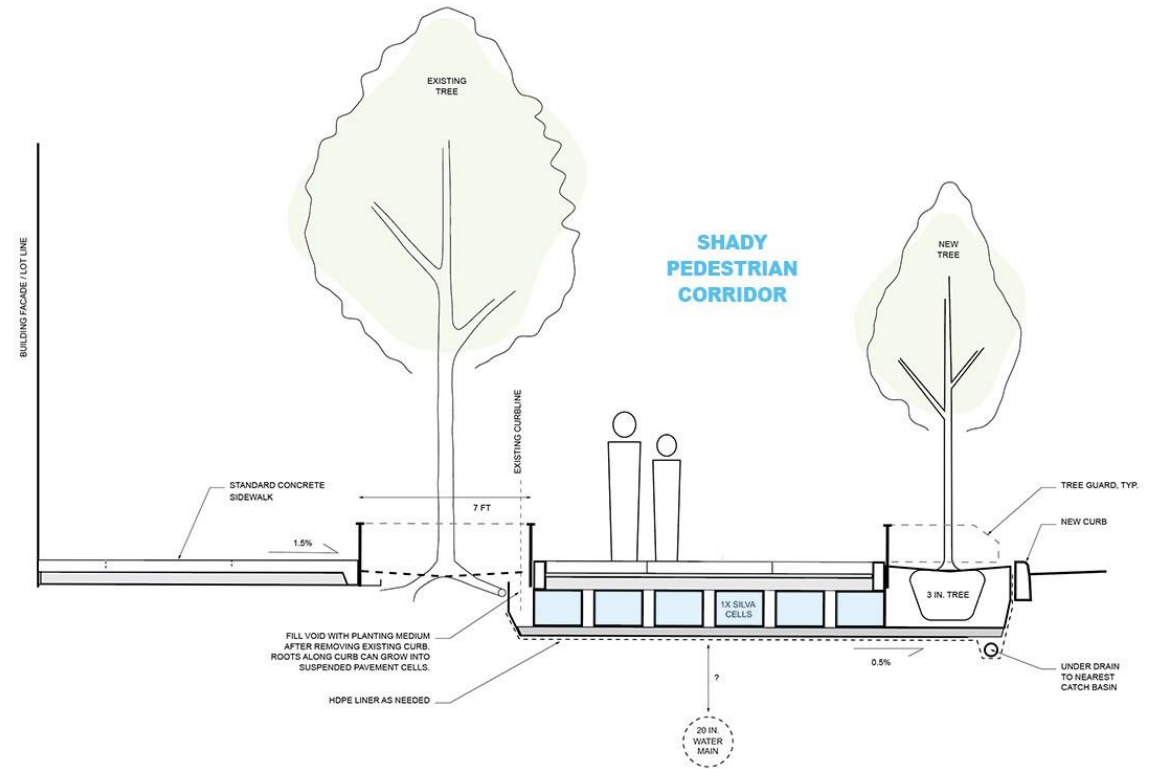 EXISTING
TREE
BUILDING FACADE / LOT LINE
SHADY
PEDESTRIAN
CORRIDOR
NEW
TREE
EXISTING CURBLINE
STANDARD CONCRETE
SIDEWALK
7 FT
TREE GUARD, TYP.
NEW CURB
1.5%
3 IN. TREE
1X SILVA
CELLS
FILL VOID WITH PLANTING MEDIUM
AFTER REMOVING EXISTING CURB.
ROOTS ALONG CURB CAN GROW INTO
SUSPENDED PAVEMENT CELLS.
0.5%
UNDER DRAIN
TO NEAREST
CATCH BASIN
?
HDPE LINER AS NEEDED
20 IN.
WATER
MAIN